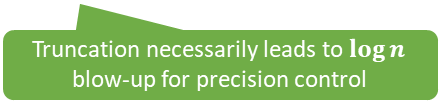 Truncation necessarily leads to log n
blow-up for precision control